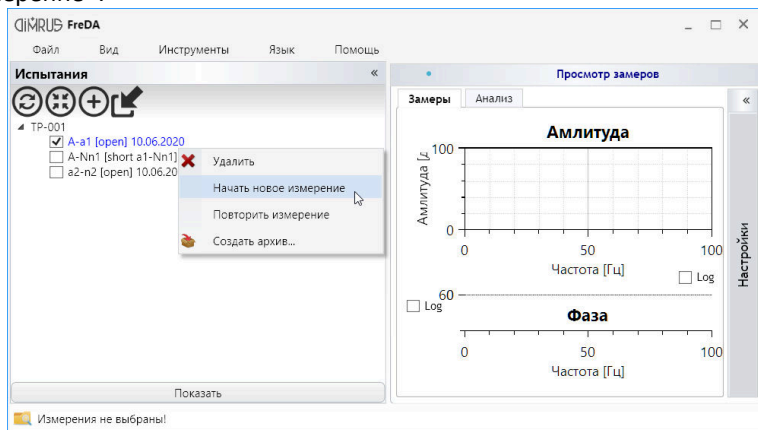 DiMRUS FreDA
Файл Вид Инструменты Язык Помощь
Испытания «
Просмотр замеров
Замеры Анализ «
TP-001
A-a1 [open] 10.06.2020
A-Nn1 [short a1-Nn1]
a2-n2 [open] 10.06.20
Удалить
Начать новое измерение
Повторить измерение
Создать архив...
Амлитуда
Амлитуда [д
100
0
0 50 100
Частота [Гц]
Log
60
Log
Фаза
0 50 100
Частота [Гц]
Настройки
Показать
Измерения не выбраны!